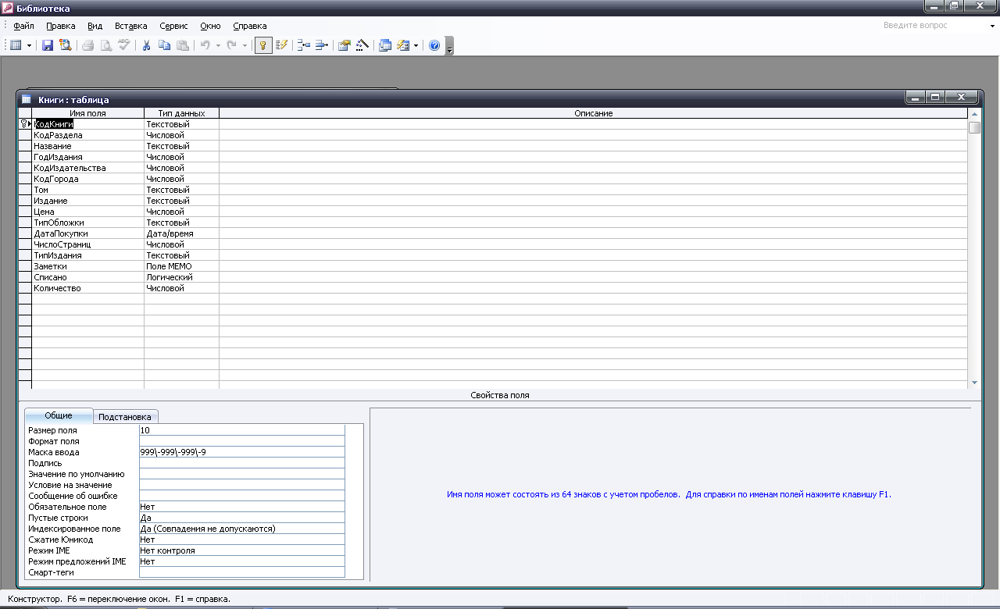 Библиотека
Файл Правка Вид Вставка Сервис Окно Справка Введите вопрос
Книги : таблица
Имя поля Тип данных Описание
КодКниги Текстовый
КодРаздела Числовой
Название Текстовый
ГодИздания Числовой
КодИздательства Числовой
КодГорода Числовой
Том Текстовый
Издание Текстовый
Цена Числовой
ТипОбложки Текстовый
ДатаПокупки Дата/время
ЧислоСтраниц Числовой
ТипИздания Текстовый
Заметки Поле МЕМО
Списано Логический
Количество Числовой
Свойства поля
Общие Подстановка
Размер поля 10
Формат поля
Маска ввода 999\-999\-999\-9
Подпись
Значение по умолчанию
Условие на значение
Сообщение об ошибке
Обязательное поле Нет
Пустые строки Да
Индексированное поле Да (Совпадения не допускаются)
Сжатие Юникод Нет
Режим IME Нет контроля
Режим предложений IME Нет
Смарт-теги
Имя поля может состоять из 64 знаков с учетом пробелов. Для справки по именам полей нажмите клавишу F1.
Конструктор. F6 = переключение окон. F1 = справка.